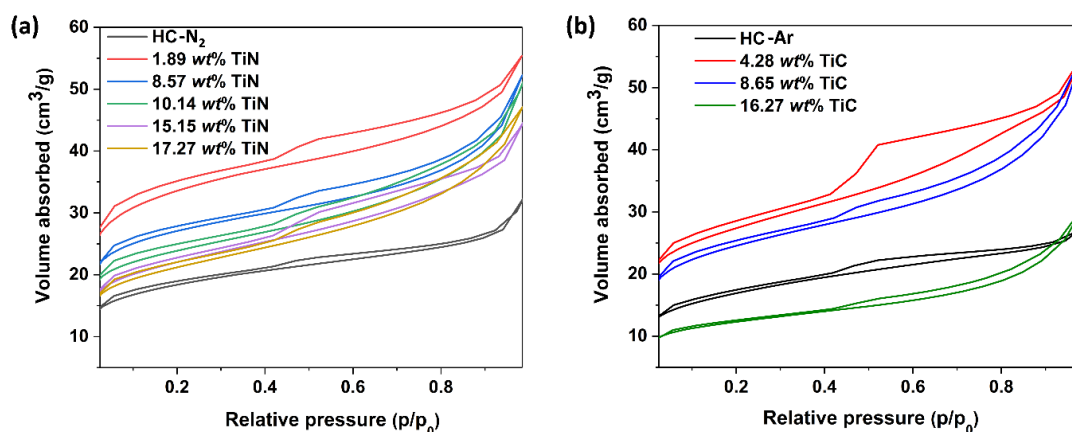 (a)
60
50
40
30
20
10
Volume absorbed (cm³/g)
HC-N₂
1.89 wt% TiN
8.57 wt% TiN
10.14 wt% TiN
15.15 wt% TiN
17.27 wt% TiN
0.2 0.4 0.6 0.8
Relative pressure (p/p₀)
(b)
60
50
40
30
20
10
Volume absorbed (cm³/g)
HC-Ar
4.28 wt% TiC
8.65 wt% TiC
16.27 wt% TiC
0.2 0.4 0.6 0.8
Relative pressure (p/p₀)